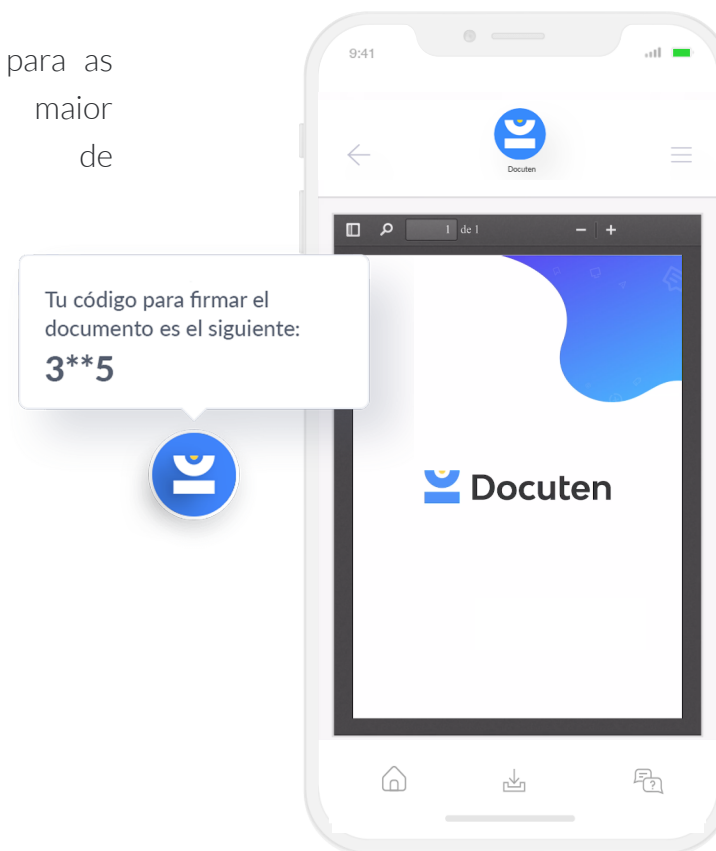 para as
maior
de
9:41
Docuten
1 de 1
Tu código para firmar el
documento es el siguiente:
3**5
Docuten